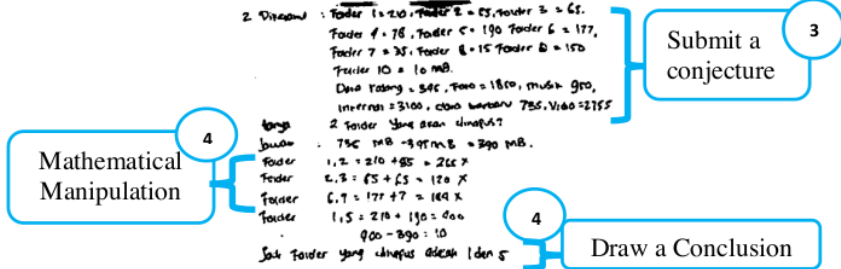 2 Diketahui : Folder 1 = 210, Folder 2 = 55, Folder 3 = 65.
Folder 4 = 78, Folder 5 = 190 Folder 6 = 177,
Folder 7 = 35, Folder 8 = 15 Folder 9 = 150
Folder 10 = 10 MB.
Data = 345, Foto = 1850, musik 950,
Internal = 3100, data 735, Video = 2755
3
Submit a
conjecture
tanya 2 Folder Yang akan dihapus?
Jawab : 735 MB - 345 MB = 390 MB.
4
Mathematical
Manipulation
Folder 1,2 = 210 + 55 = 265 X
Folder 2,3 = 55 + 65 = 120 X
Folder 6,7 = 177 + 7 = 184 X
Folder 1,5 = 210 + 190 = 400
400 - 390 = 10
Jadi Folder yang dihapus adalah 1 dan 5
4
Draw a Conclusion